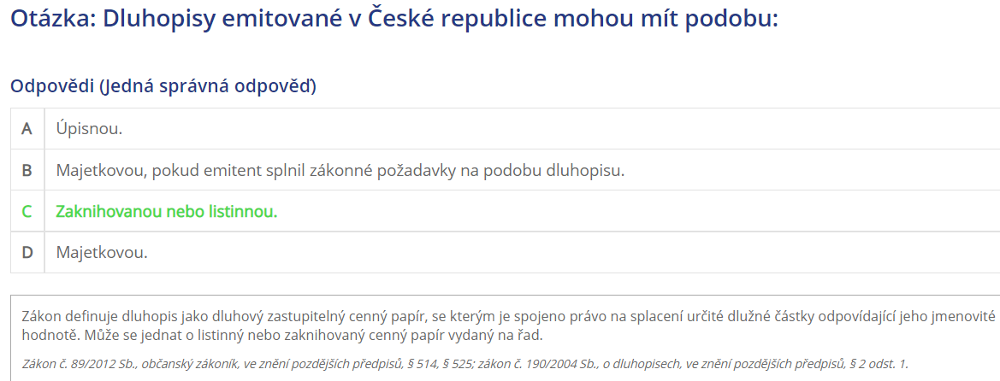 Otázka: Dluhopisy emitované v České republice mohou mít podobu:
Odpovědi (Jedná správná odpověď)
A Úpisnou.
B Majetkovou, pokud emitent splnil zákonné požadavky na podobu dluhopisu.
C Zaknihovanou nebo listinnou.
D Majetkovou.
Zákon definuje dluhopis jako dluhový zastupitelný cenný papír, se kterým je spojeno právo na splacení určité dlužné částky odpovídající jeho jmenovité
hodnotě. Může se jednat o listinný nebo zaknihovaný cenný papír vydaný na řad.
Zákon č. 89/2012 Sb., občanský zákoník, ve znění pozdějších předpisů, § 514, § 525; zákon č. 190/2004 Sb., o dluhopisech, ve znění pozdějších předpisů, § 2 odst. 1.